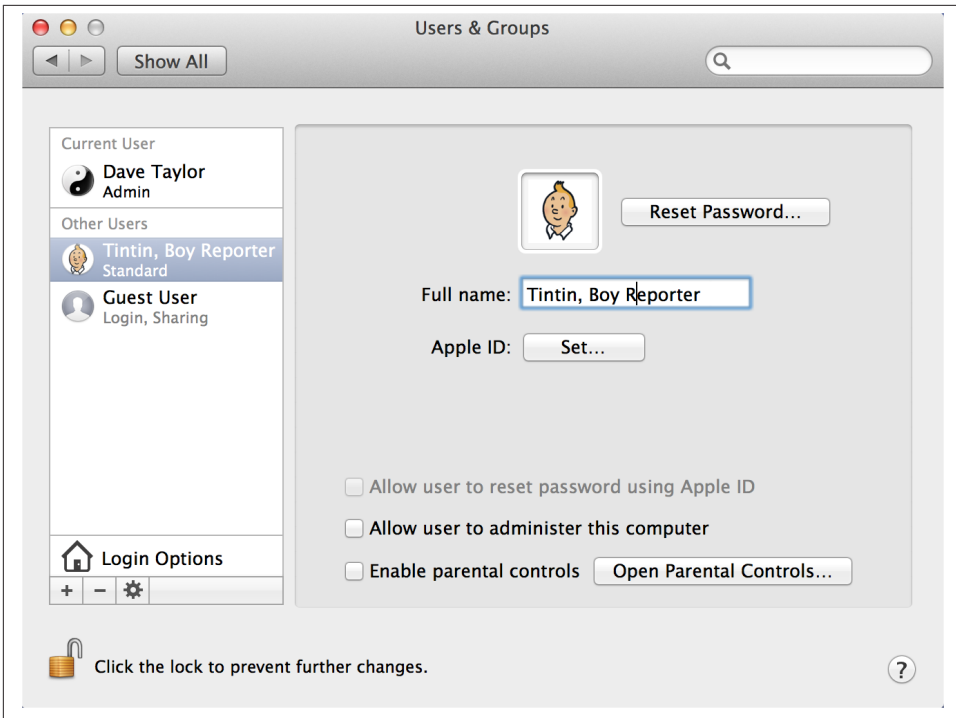 Users & Groups
Show All
Current User
Dave Taylor
Admin
Other Users
Tintin, Boy Reporter
Standard
Guest User
Login, Sharing
Login Options
+ −
Reset Password...
Full name: Tintin, Boy Reporter
Apple ID: Set...
Allow user to reset password using Apple ID
Allow user to administer this computer
Enable parental controls Open Parental Controls...
Click the lock to prevent further changes.
?